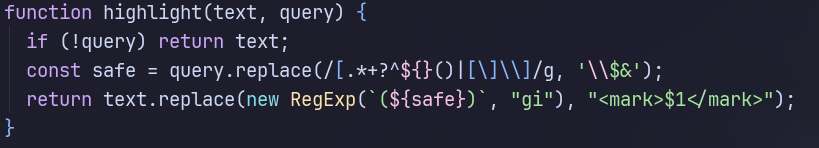 function highlight(text, query) {
  if (!query) return text;
  const safe = query.replace(/[.*+?^${}()|[\]\\]/g, '\\$&');
  return text.replace(new RegExp(`(${safe})`, "gi"), "<mark>$1</mark>");
}